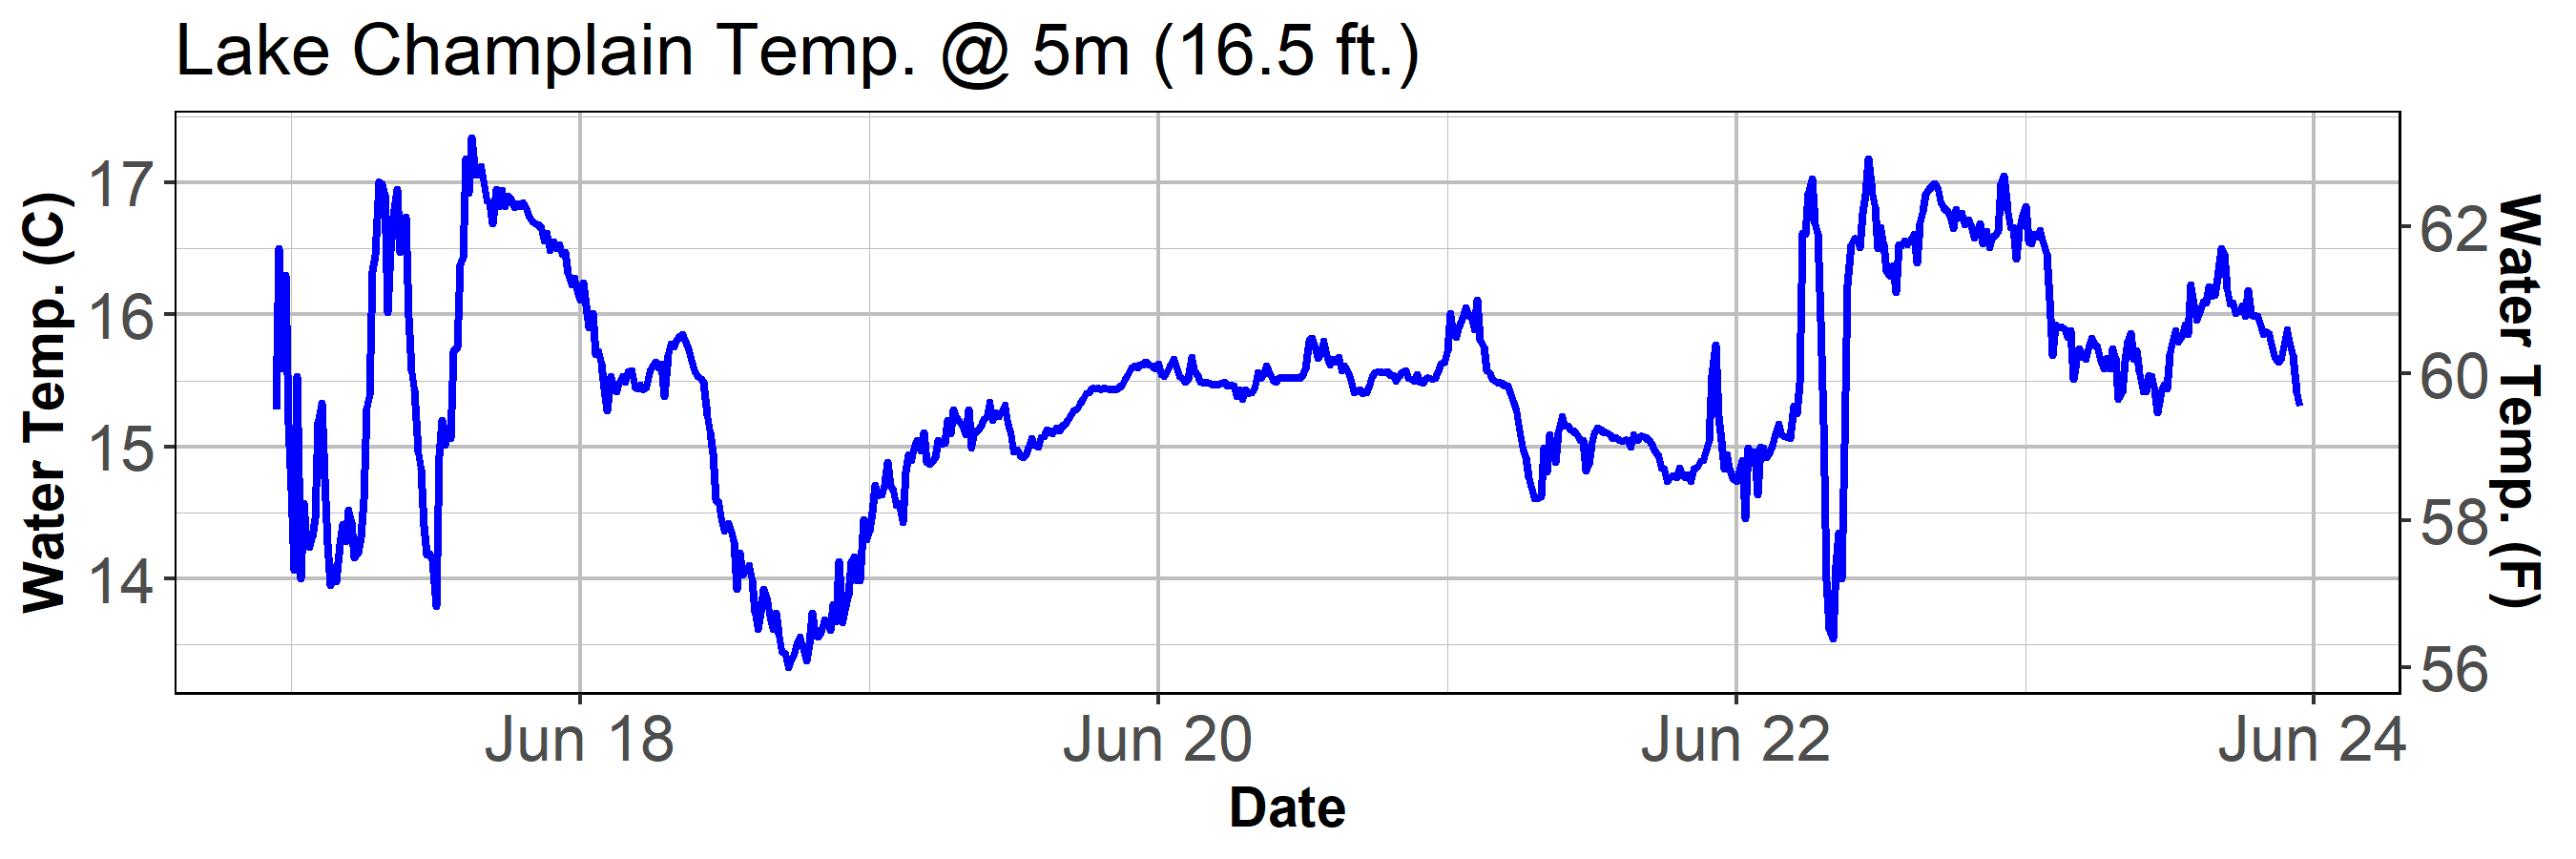 Lake Champlain Temp. @ 5m (16.5 ft.)
Water Temp. (C)
17
16
15
14
62
60
58
56
Water Temp. (F)
Jun 18 Jun 20 Jun 22 Jun 24
Date